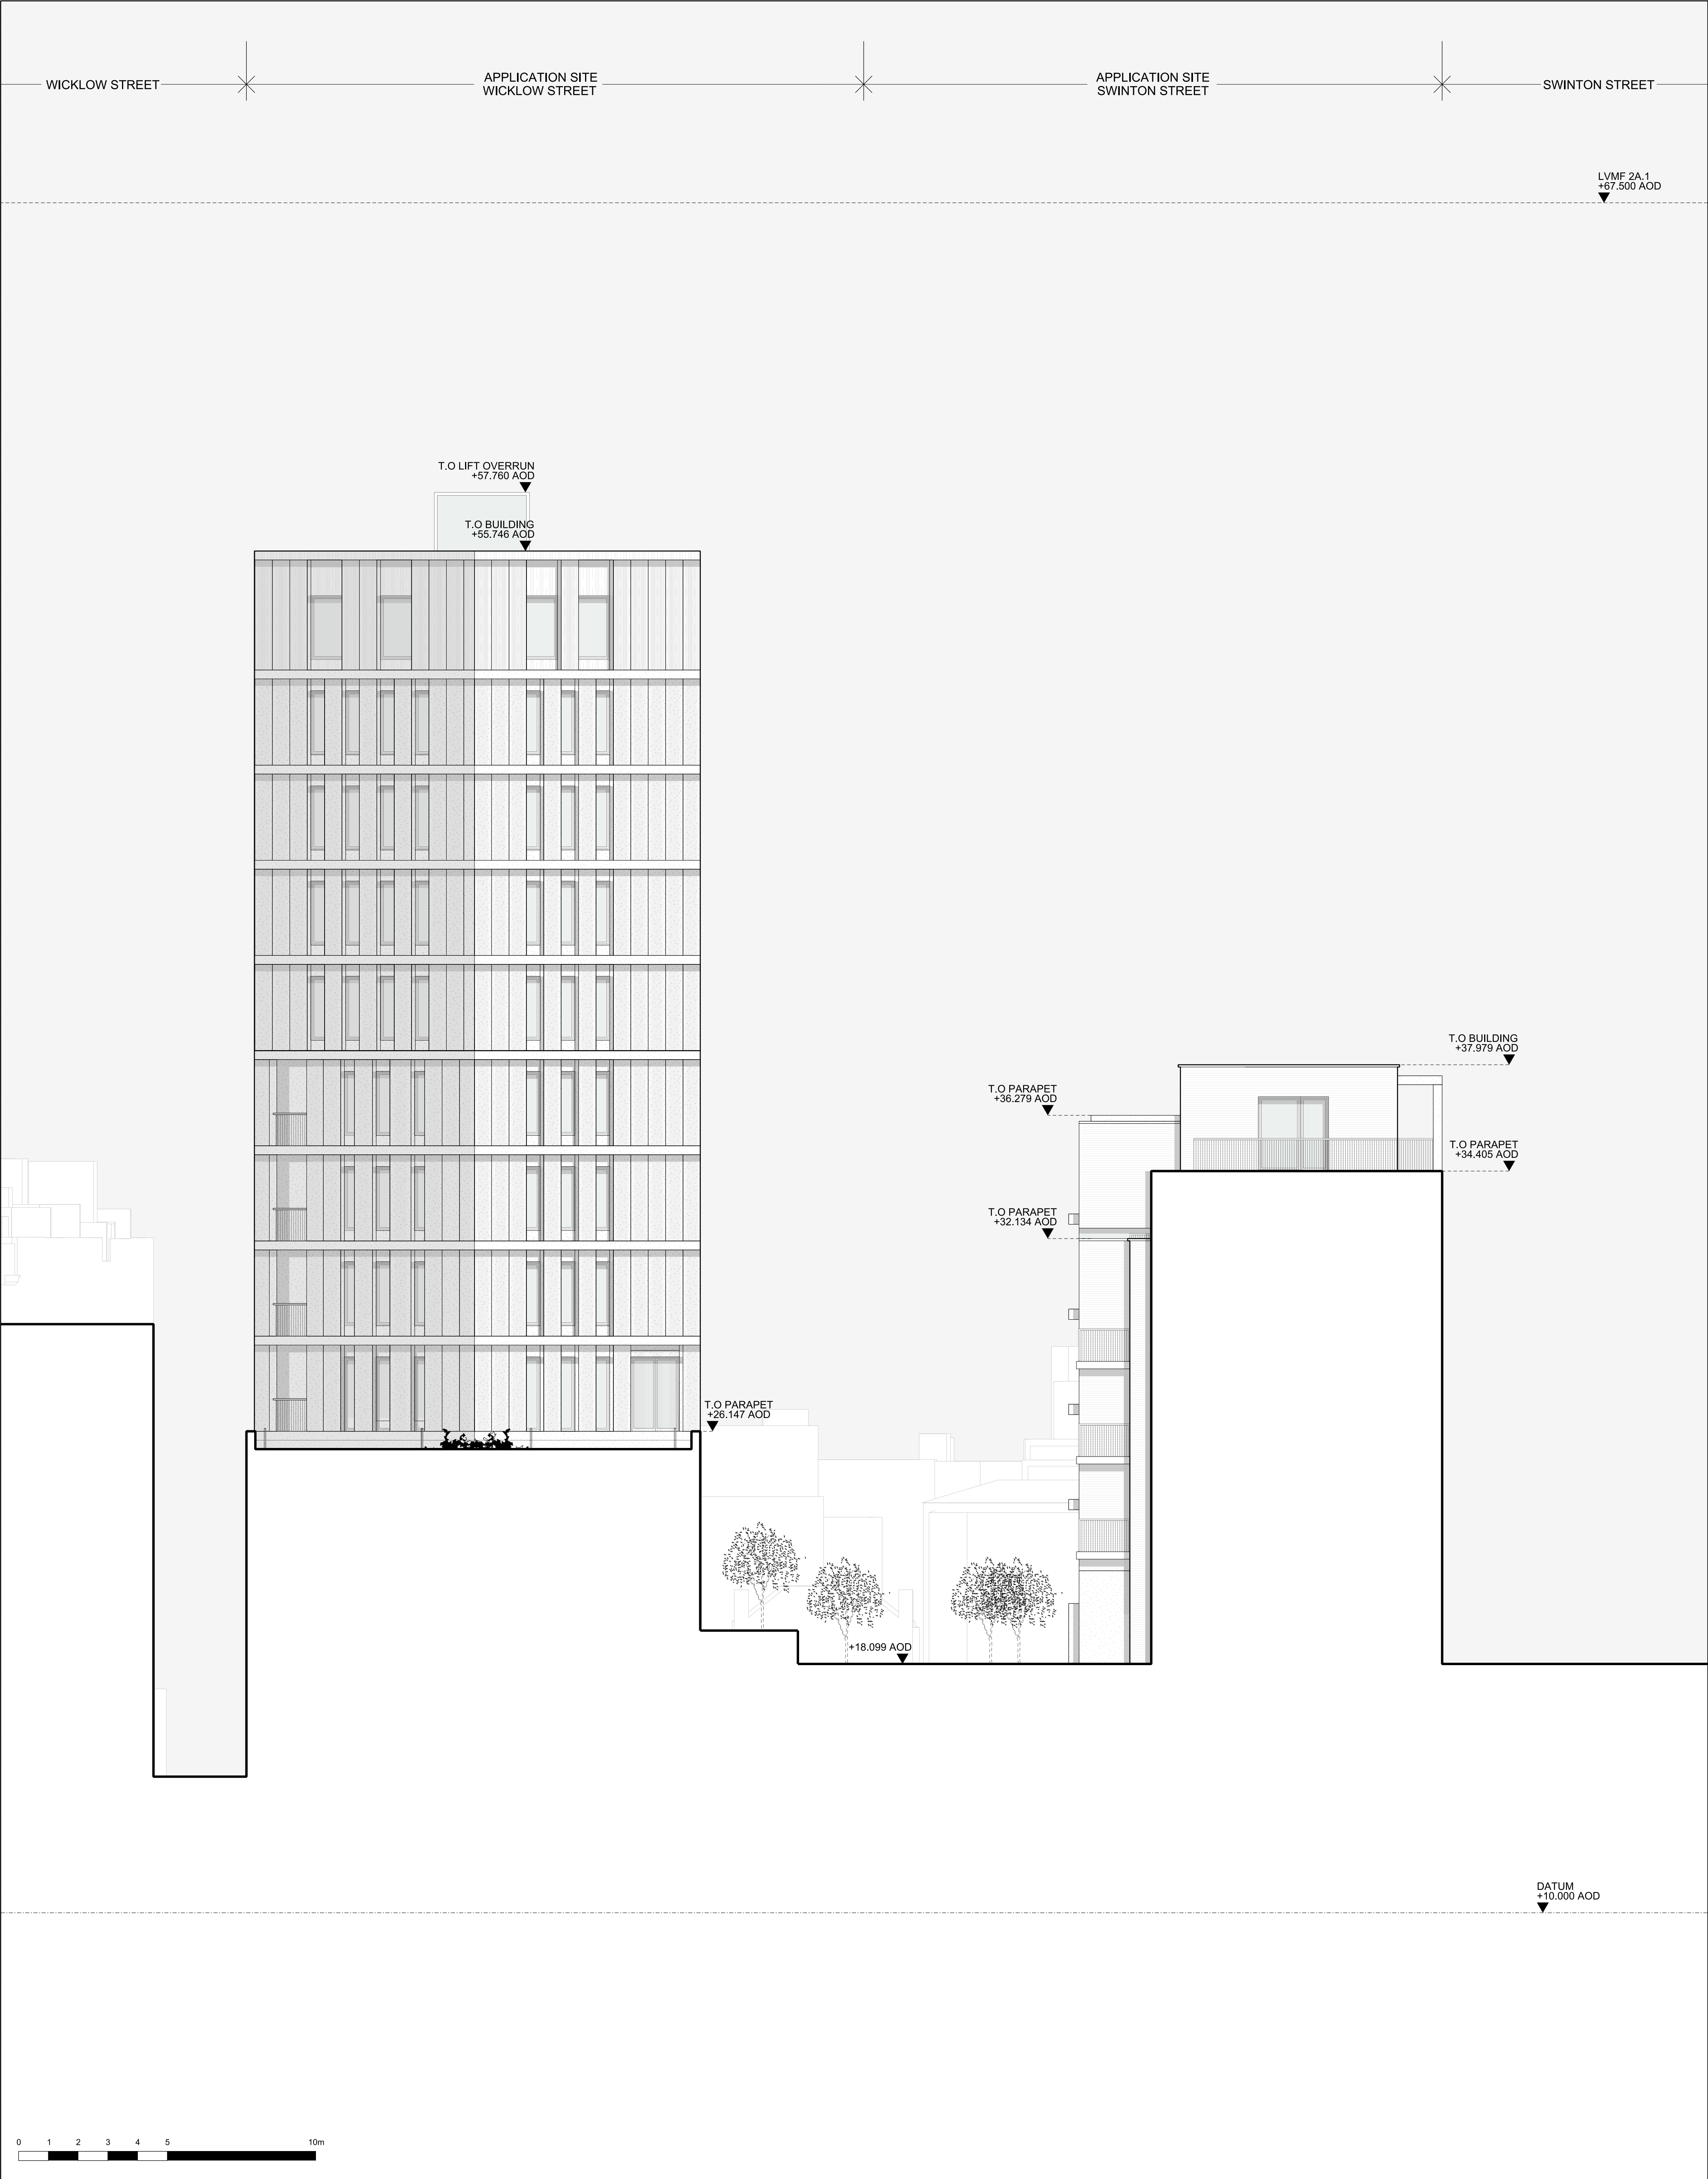 WICKLOW STREET
APPLICATION SITE
WICKLOW STREET
APPLICATION SITE
SWINTON STREET
SWINTON STREET
LVMF 2A.1
+67.500 AOD
T.O LIFT OVERRUN
+57.760 AOD
T.O BUILDING
+55.746 AOD
T.O BUILDING
+37.979 AOD
T.O PARAPET
+36.279 AOD
T.O PARAPET
+34.405 AOD
T.O PARAPET
+32.134 AOD
T.O PARAPET
+26.147 AOD
+18.099 AOD
DATUM
+10.000 AOD
0 1 2 3 4 5 10m